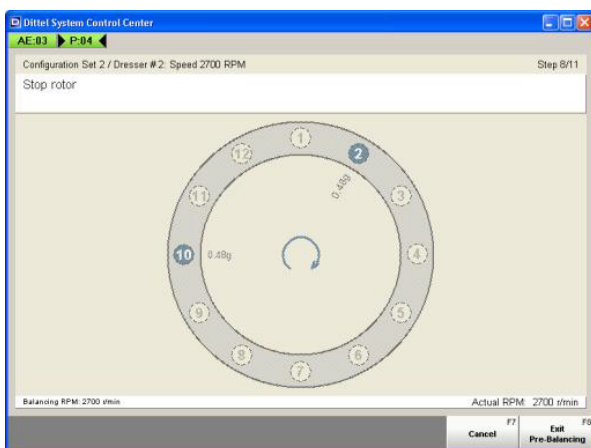 Dittel System Control Center
AE:03 P:04
Configuration Set 2 / Dresser #2: Speed 2700 RPM Step 8/11
Stop rotor
1
12 2
0.48g
11 3
10 0.48g 4
9 5
8 6
7
Balancing RPM: 2700 r/min Actual RPM: 2700 r/min
F7 F8
Cancel Exit
Pre-Balancing